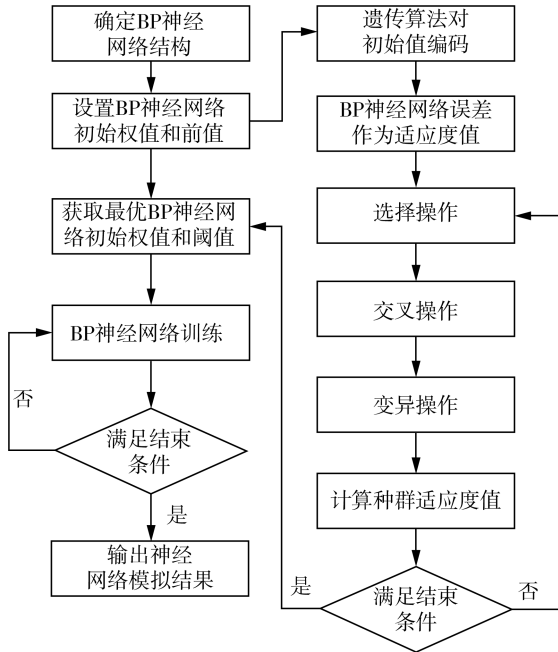 确定BP神经
网络结构
设置BP神经网络
初始权值和前值
获取最优BP神经网
络初始权值和阈值
BP神经网络训练
否
满足结束
条件
是
输出神经
网络模拟结果
遗传算法对
初始值编码
BP神经网络误差
作为适应度值
选择操作
交叉操作
变异操作
计算种群适应度值
满足结束
条件
是
否